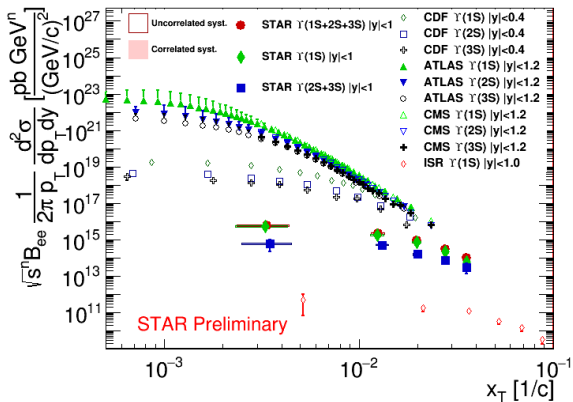 Uncorrelated syst.
Correlated syst.
STAR ϒ(1S+2S+3S) |y|<1
STAR ϒ(1S) |y|<1
STAR ϒ(2S+3S) |y|<1
CDF ϒ(1S) |y|<0.4
CDF ϒ(2S) |y|<0.4
CDF ϒ(3S) |y|<0.4
ATLAS ϒ(1S) |y|<1.2
ATLAS ϒ(2S) |y|<1.2
ATLAS ϒ(3S) |y|<1.2
CMS ϒ(1S) |y|<1.2
CMS ϒ(2S) |y|<1.2
CMS ϒ(3S) |y|<1.2
ISR ϒ(1S) |y|<1.0
√s^n B_ee 1/(2π p_T) d²σ/(dp_T dy) [pb GeV^n/(GeV/c)²]
10^27
10^25
10^23
10^21
10^19
10^17
10^15
10^13
10^11
STAR Preliminary
10^−3
10^−2
10^−1
x_T [1/c]